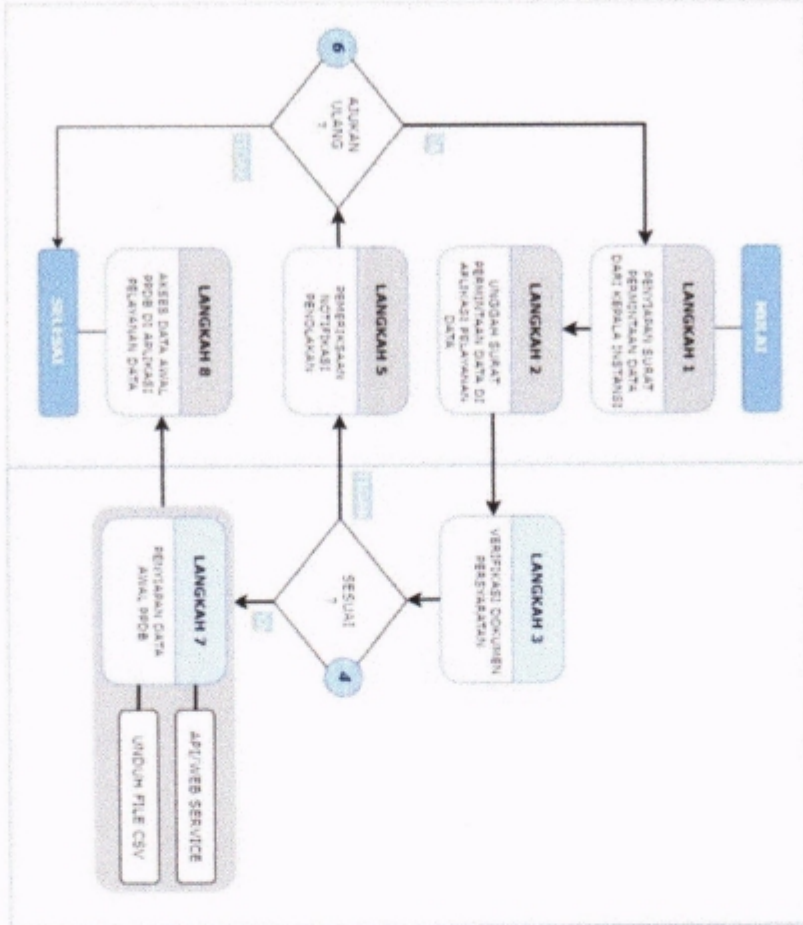 MULAI
LANGKAH 1
PENYIAPAN SURAT
PERMINTAAN DATA
DARI KEPALA INSTANSI
LANGKAH 2
UNGGAH SURAT
PERMINTAAN DATA DI
APLIKASI PELAYANAN
DATA
LANGKAH 3
VERIFIKASI DOKUMEN
PERSYARATAN
4
SESUAI
?
LANGKAH 5
PEMERIKSAAN
NOTIFIKASI
PENOLAKAN
6
AJUKAN
ULANG
?
LANGKAH 7
PENYIAPAN DATA
AWAL PPDB
API/WEB SERVICE
UNDUH FILE CSV
LANGKAH 8
AKSES DATA AWAL
PPDB DI APLIKASI
PELAYANAN DATA
SELESAI